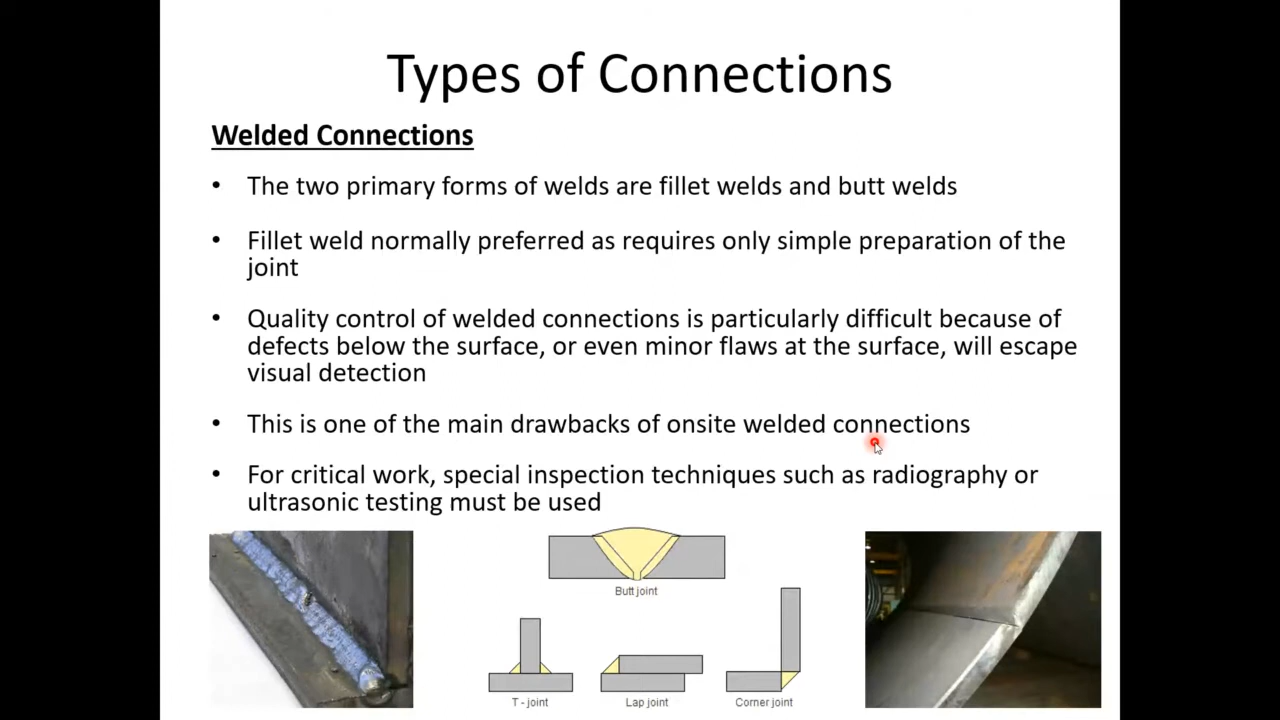 Types of Connections
Welded Connections
• The two primary forms of welds are fillet welds and butt welds
• Fillet weld normally preferred as requires only simple preparation of the
joint
• Quality control of welded connections is particularly difficult because of
defects below the surface, or even minor flaws at the surface, will escape
visual detection
• This is one of the main drawbacks of onsite welded connections
• For critical work, special inspection techniques such as radiography or
ultrasonic testing must be used
Butt joint
T - joint
Lap joint
Corner joint